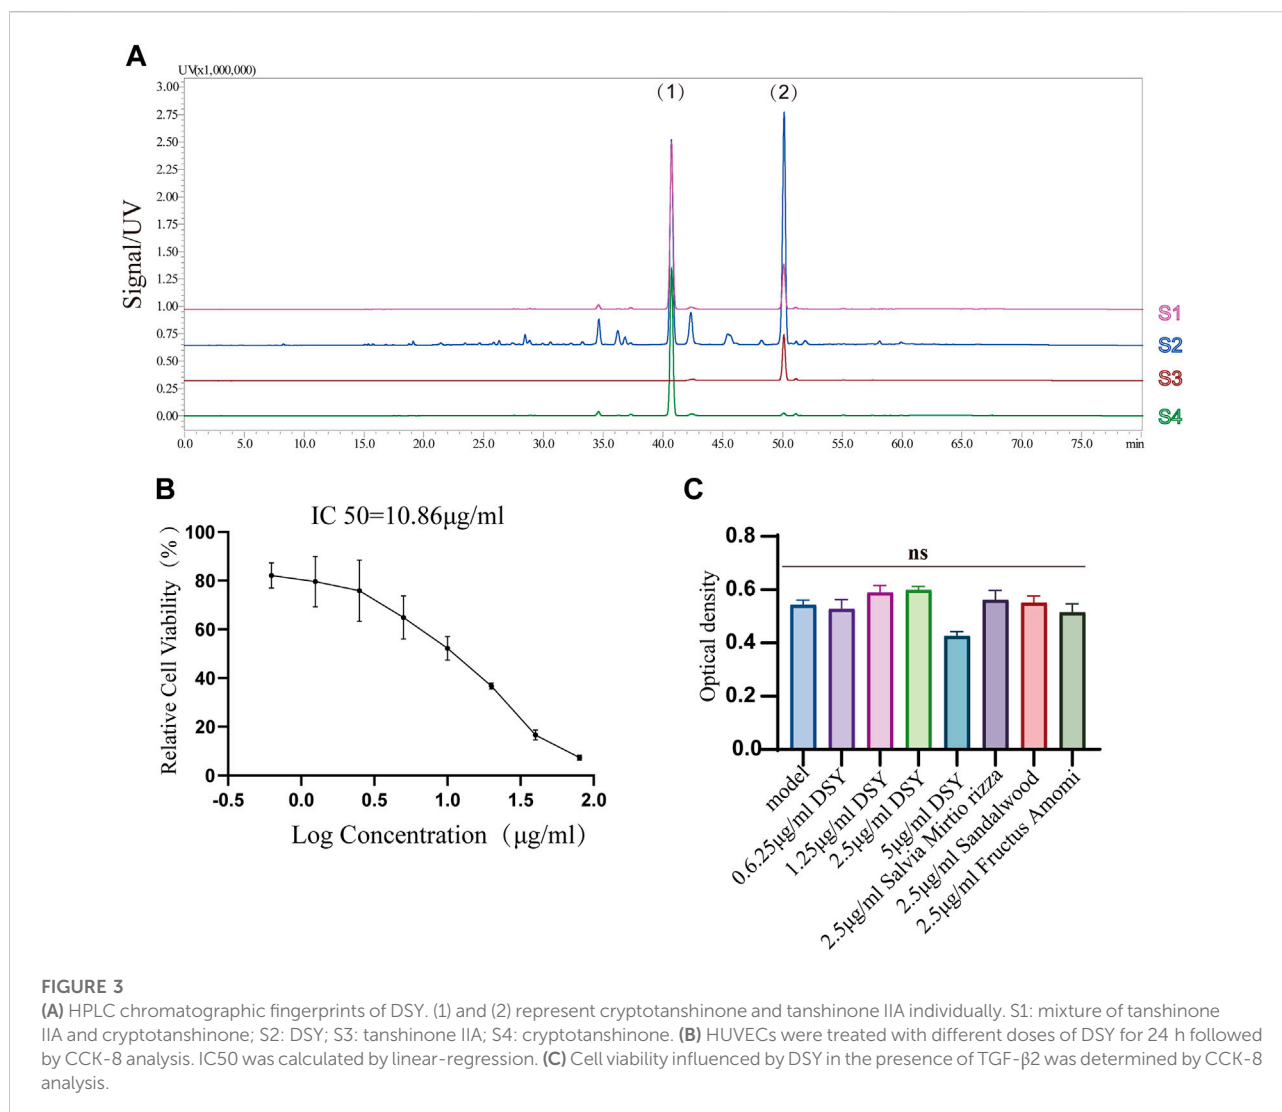 A
UV(x1,000,000)
(1)
(2)
3.00
2.75
2.50
2.25
2.00
1.75
1.50
1.25
1.00
0.75
0.50
0.25
0.00
Signal/UV
S1
S2
S3
S4
0.0 5.0 10.0 15.0 20.0 25.0 30.0 35.0 40.0 45.0 50.0 55.0 60.0 65.0 70.0 75.0 min
B
IC 50=10.86μg/ml
Relative Cell Viability (%)
100
80
60
40
20
0
-0.5 0.0 0.5 1.0 1.5 2.0
Log Concentration (μg/ml)
C
ns
Optical density
0.8
0.6
0.4
0.2
0.0
model
0.6.25μg/ml DSY
1.25μg/ml DSY
2.5μg/ml DSY
5μg/ml DSY
2.5μg/ml Salvia Mirtio rizza
2.5μg/ml Sandalwood
2.5μg/ml Fructus Amomi
FIGURE 3
(A) HPLC chromatographic fingerprints of DSY. (1) and (2) represent cryptotanshinone and tanshinone IIA individually. S1: mixture of tanshinone
IIA and cryptotanshinone; S2: DSY; S3: tanshinone IIA; S4: cryptotanshinone. (B) HUVECs were treated with different doses of DSY for 24 h followed
by CCK-8 analysis. IC50 was calculated by linear-regression. (C) Cell viability influenced by DSY in the presence of TGF-β2 was determined by CCK-8
analysis.